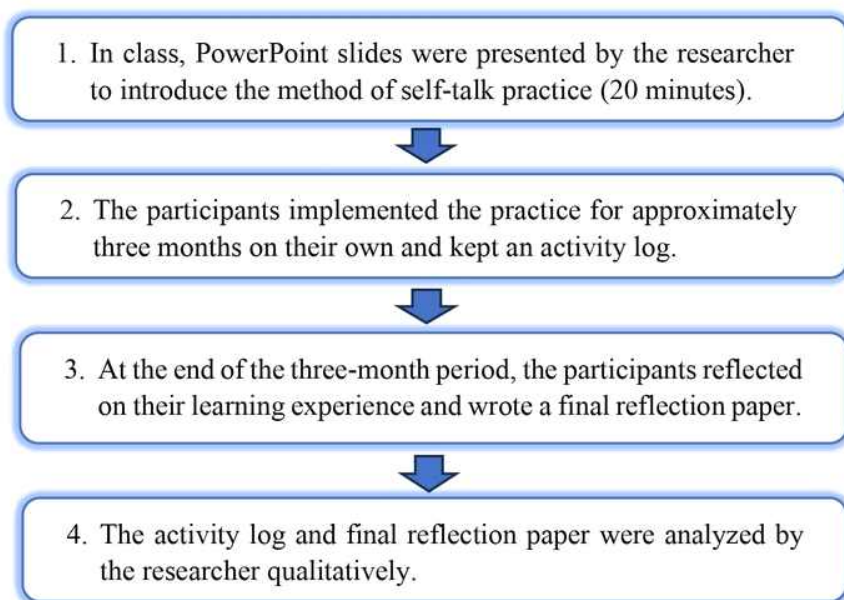 1. In class, PowerPoint slides were presented by the researcher
to introduce the method of self-talk practice (20 minutes).
2. The participants implemented the practice for approximately
three months on their own and kept an activity log.
3. At the end of the three-month period, the participants reflected
on their learning experience and wrote a final reflection paper.
4. The activity log and final reflection paper were analyzed by
the researcher qualitatively.